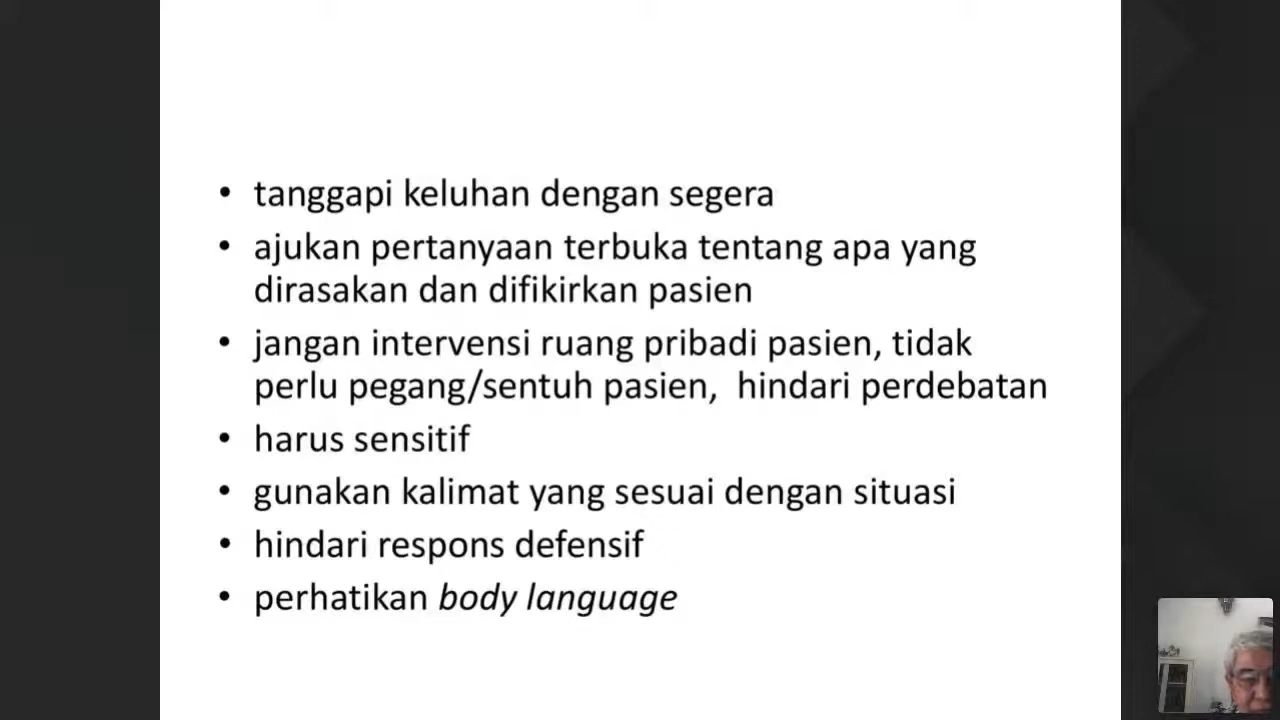 • tanggapi keluhan dengan segera
• ajukan pertanyaan terbuka tentang apa yang
dirasakan dan difikirkan pasien
• jangan intervensi ruang pribadi pasien, tidak
perlu pegang/sentuh pasien,  hindari perdebatan
• harus sensitif
• gunakan kalimat yang sesuai dengan situasi
• hindari respons defensif
• perhatikan body language